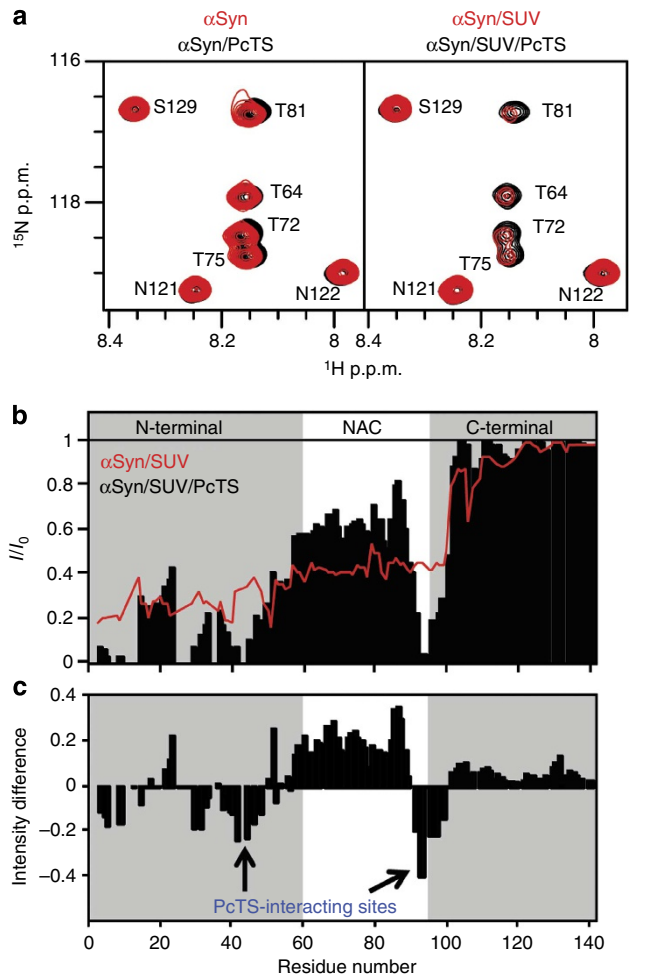 a
αSyn αSyn/SUV
αSyn/PcTS αSyn/SUV/PcTS
116
S129 T81 T81
T64 T64
118
T72 T72
T75 T75
N121 N122 N121 N122
8.4 8.2 8 8.4 8.2 8
¹⁵N p.p.m.
¹H p.p.m.
b
N-terminal NAC C-terminal
αSyn/SUV
αSyn/SUV/PcTS
1
0.8
0.6
0.4
0.2
0
I/I₀
c
0.4
0.2
0
−0.2
−0.4
Intensity difference
PcTS-interacting sites
0 20 40 60 80 100 120 140
Residue number